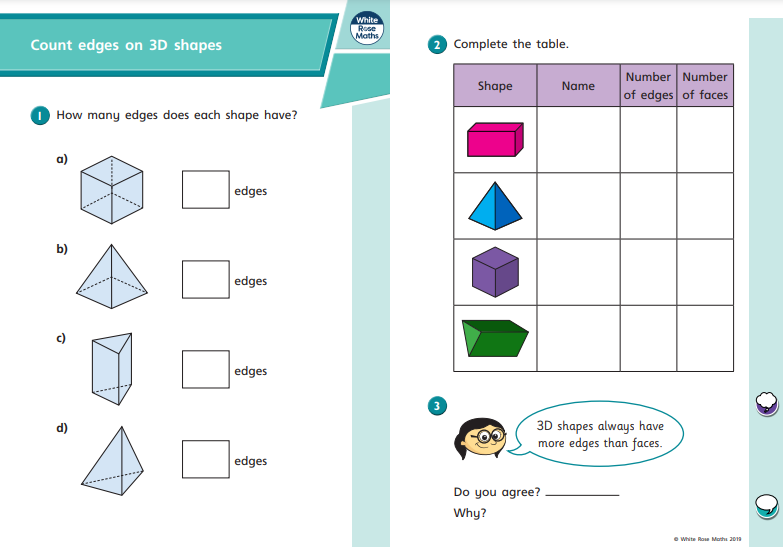 Count edges on 3D shapes
White
Rose
Maths
1 How many edges does each shape have?
a)
edges
b)
edges
c)
edges
d)
edges
2 Complete the table.
Shape Name Number of edges Number of faces
3
3D shapes always have
more edges than faces.
Do you agree? __________
Why?
© White Rose Maths 2019